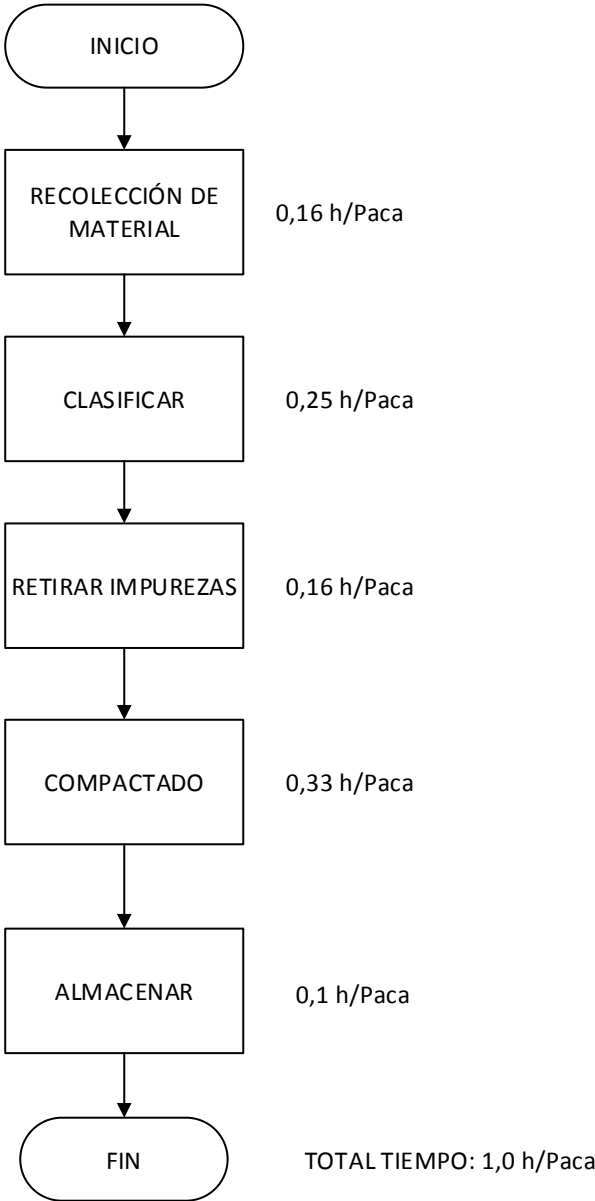 INICIO
RECOLECCIÓN DE
MATERIAL
0,16 h/Paca
CLASIFICAR
0,25 h/Paca
RETIRAR IMPUREZAS
0,16 h/Paca
COMPACTADO
0,33 h/Paca
ALMACENAR
0,1 h/Paca
FIN
TOTAL TIEMPO: 1,0 h/Paca